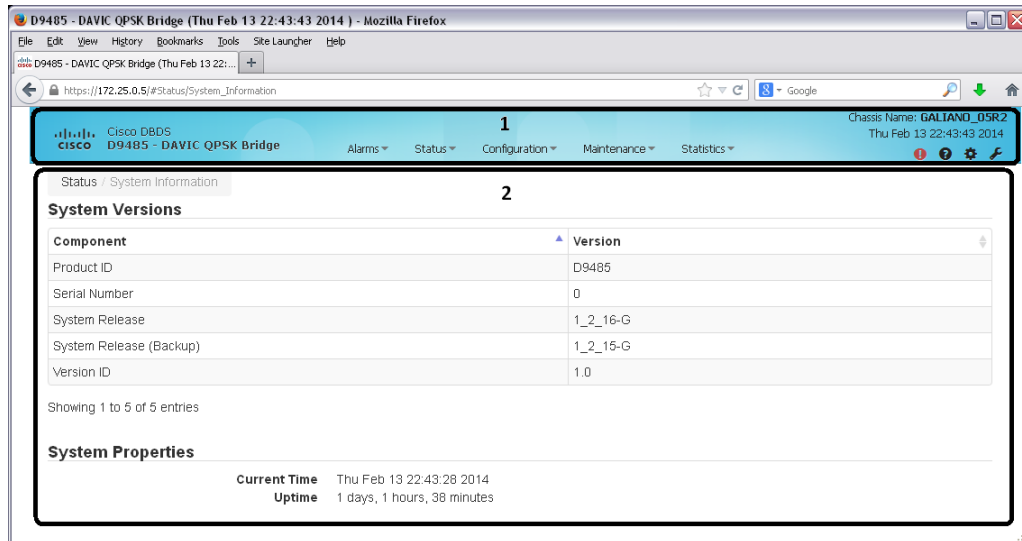 D9485 - DAVIC QPSK Bridge (Thu Feb 13 22:43:43 2014 ) - Mozilla Firefox
File Edit View History Bookmarks Tools Site Launcher Help
cisco D9485 - DAVIC QPSK Bridge (Thu Feb 13 22:... +
https://172.25.0.5/#Status/System_Information
8 Google
1
Chassis Name: GALIANO_05R2
Thu Feb 13 22:43:43 2014
cisco Cisco DBDS
D9485 - DAVIC QPSK Bridge
Alarms Status Configuration Maintenance Statistics
2
Status / System Information
System Versions
Component Version
Product ID D9485
Serial Number 0
System Release 1_2_16-G
System Release (Backup) 1_2_15-G
Version ID 1.0
Showing 1 to 5 of 5 entries
System Properties
Current Time Thu Feb 13 22:43:28 2014
Uptime 1 days, 1 hours, 38 minutes